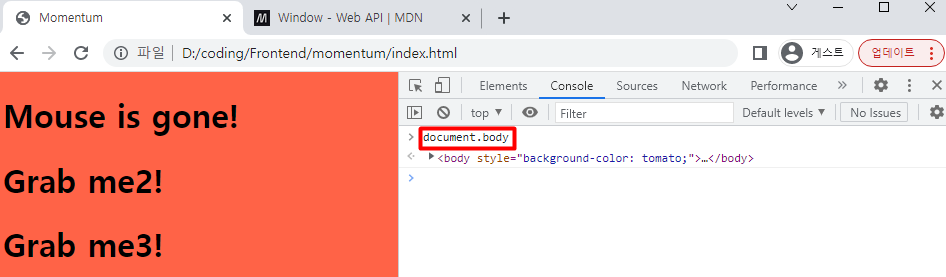 Momentum
Window - Web API | MDN
파일 | D:/coding/Frontend/momentum/index.html
게스트
업데이트
Mouse is gone!
Grab me2!
Grab me3!
Elements Console Sources Network Performance
top Filter Default levels No Issues
document.body
<body style="background-color: tomato;">…</body>